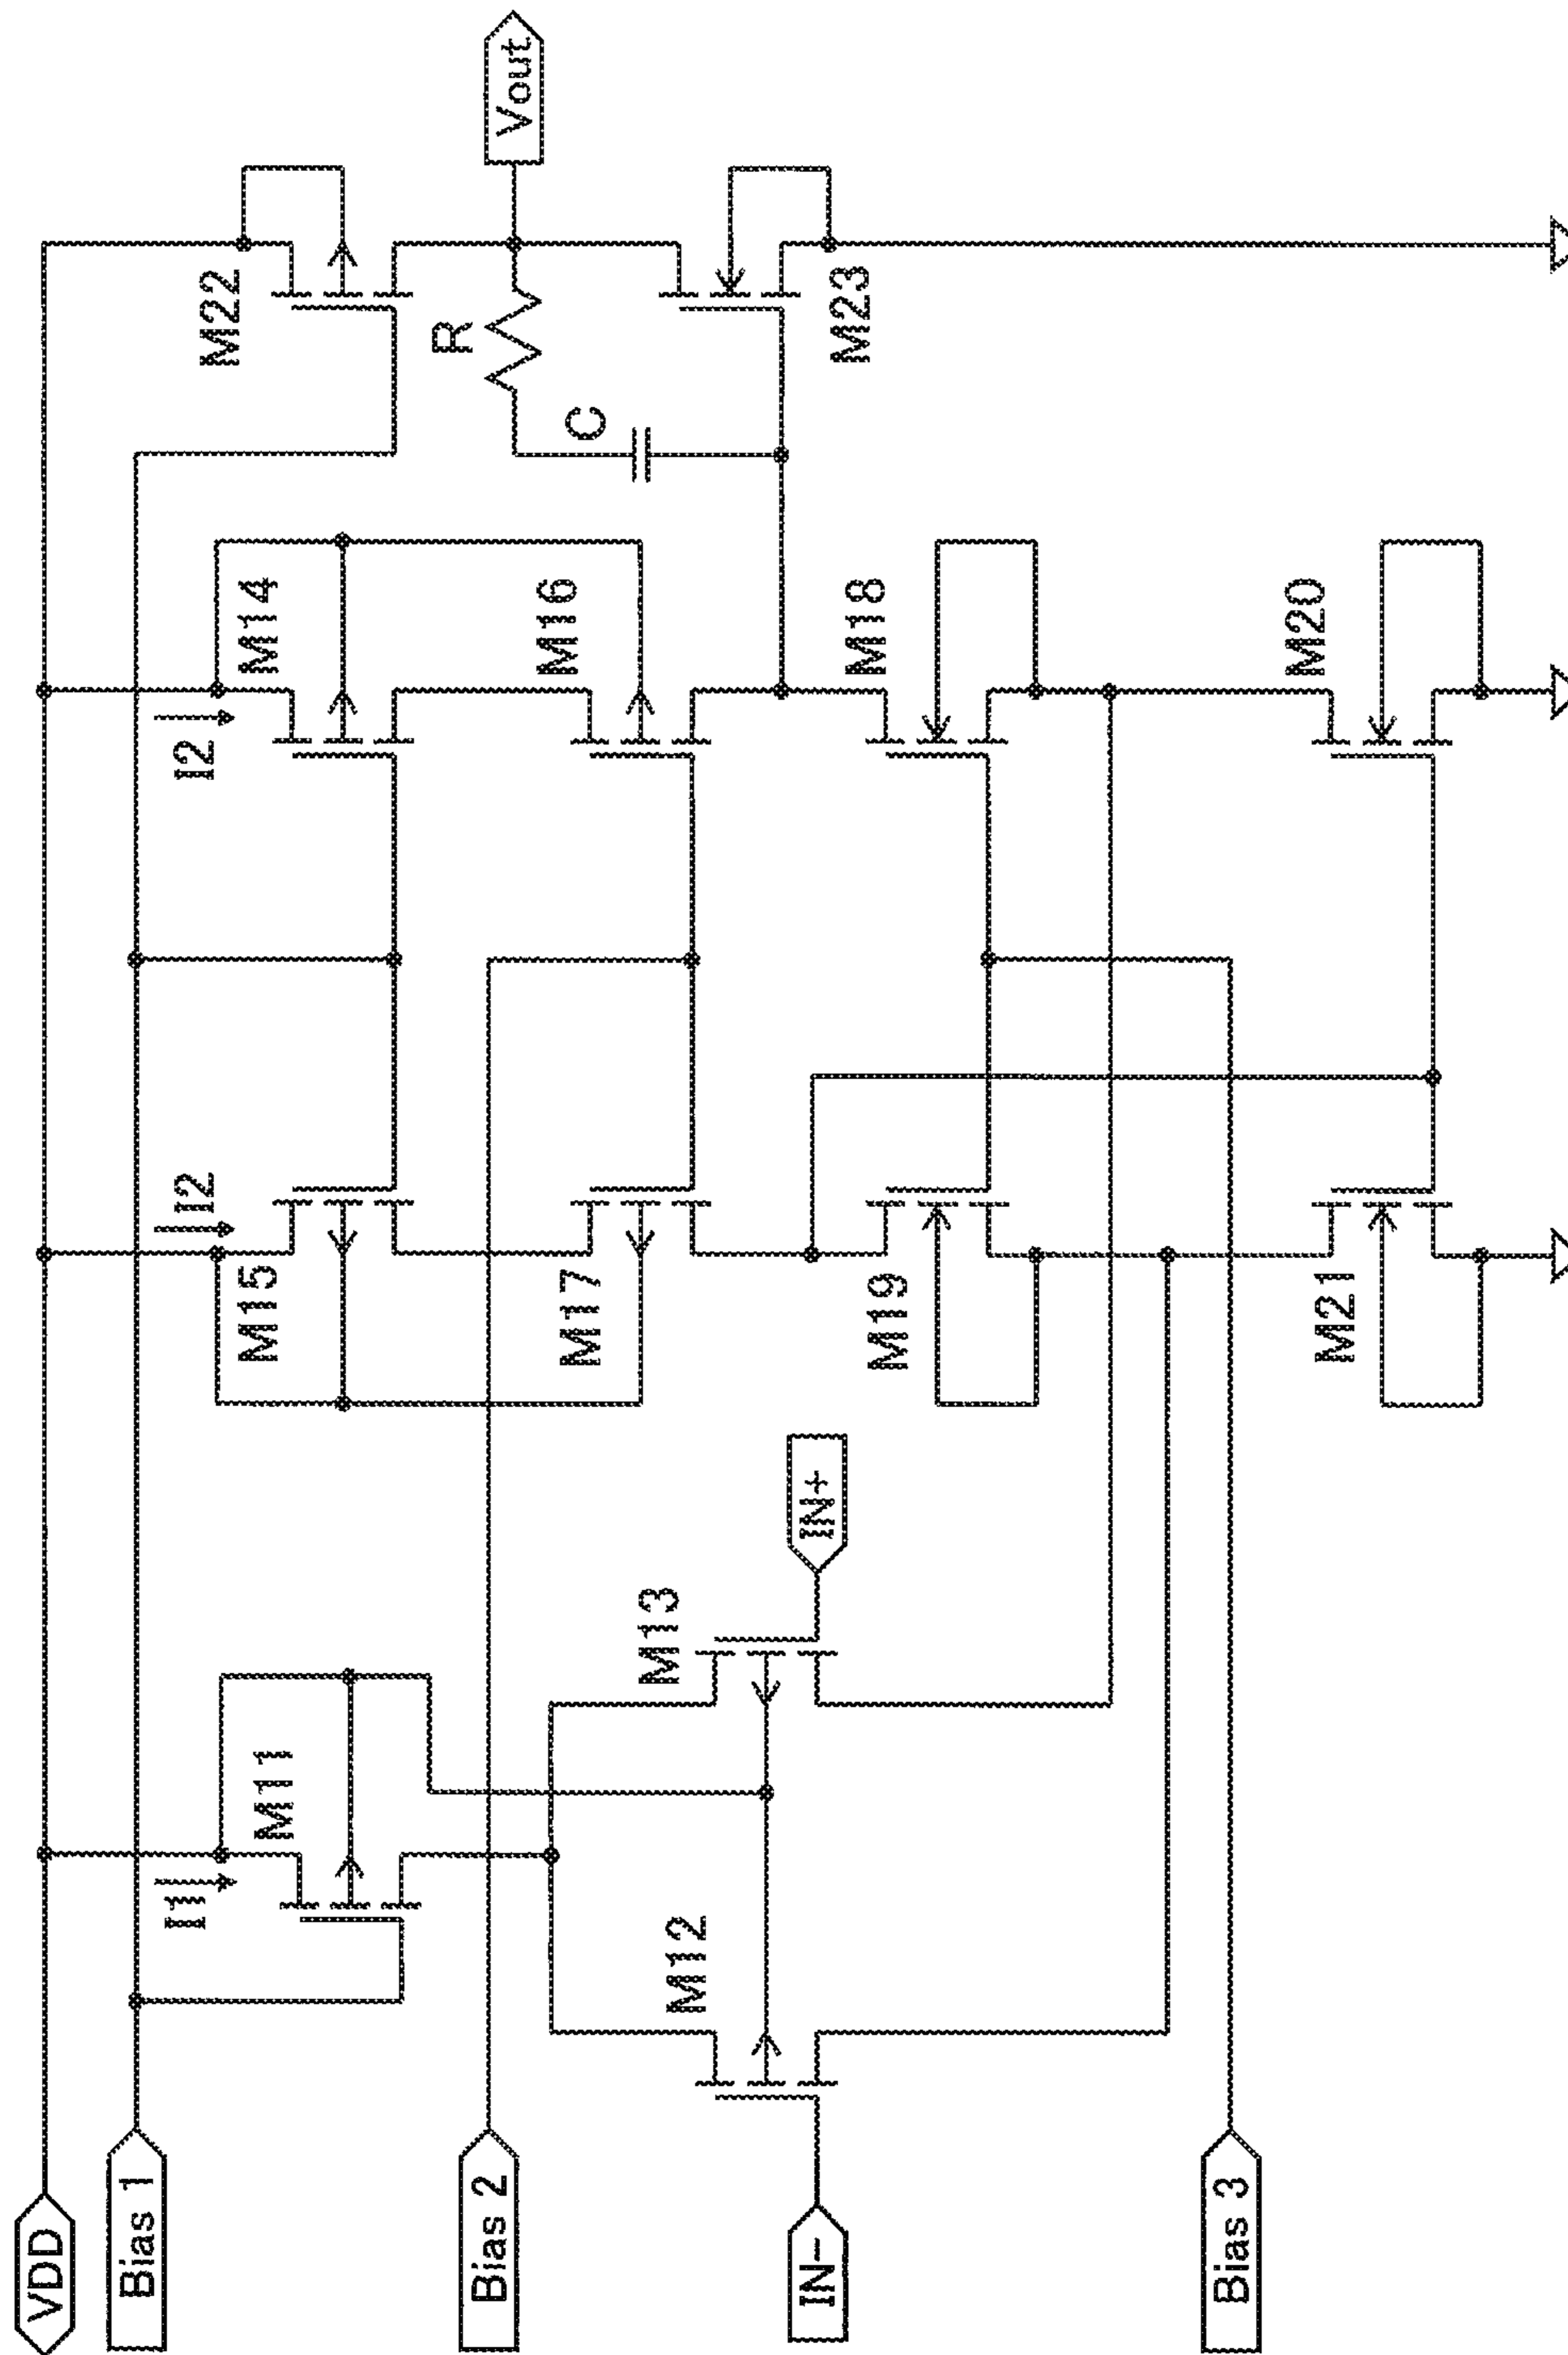 VDD
Bias 1
Bias 2
IN-
Bias 3
I1
M11
M12
M13
IN+
I2
M15
M17
M19
M21
I2
M14
M16
M18
M20
M22
R
C
M23
Vout